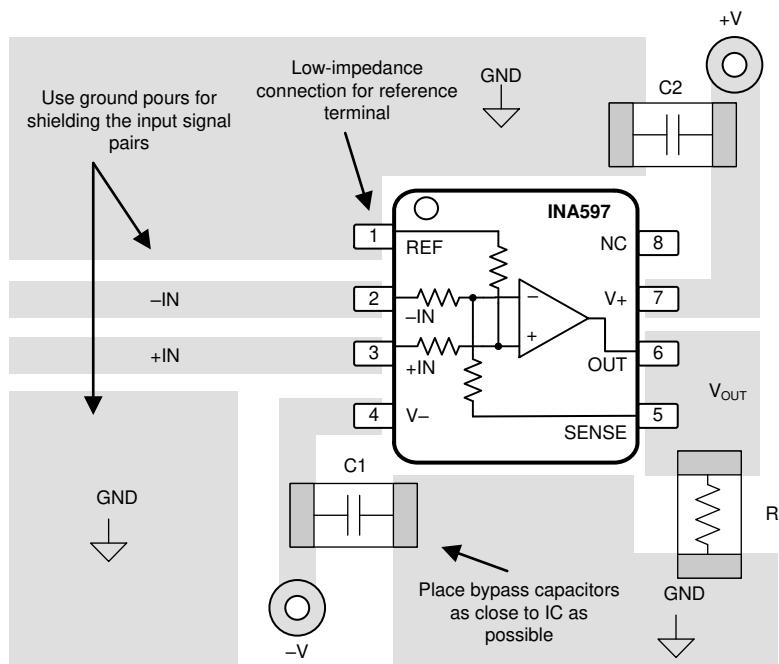 +V
Low-impedance
connection for reference
terminal
GND
C2
Use ground pours for
shielding the input signal
pairs
INA597
1
REF
NC
8
–IN
2
–IN
V+
7
+IN
3
+IN
–
+
OUT
6
4
V–
SENSE
5
VOUT
C1
GND
R
Place bypass capacitors
as close to IC as
possible
GND
–V